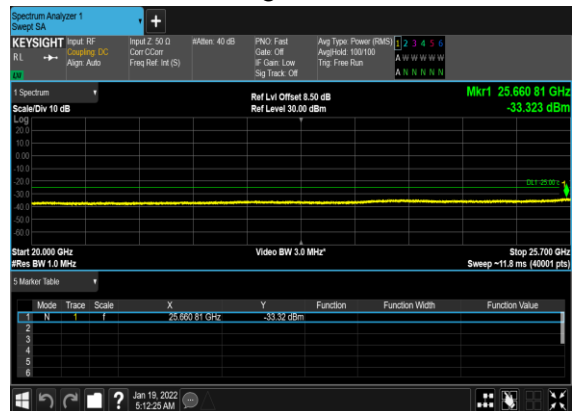 Spectrum Analyzer 1
Swept SA
+
KEYSIGHT Input: RF Input Z: 50 Ω #Atten: 40 dB PNO: Fast Avg Type: Power (RMS) 1 2 3 4 5 6
RL Coupling: DC Corr CCorr Gate: Off Avg|Hold: 100/100 A W W W W W
Align: Auto Freq Ref: Int (S) IF Gain: Low Trig: Free Run
Sig Track: Off A N N N N N
1 Spectrum Ref Lvl Offset 8.50 dB Mkr1 25.660 81 GHz
Scale/Div 10 dB Ref Level 30.00 dBm -33.323 dBm
Log
20.0
10.0
0.00
-10.0
-20.0
DL1 -25.00
-30.0
1
-40.0
-50.0
-60.0
Start 20.000 GHz Video BW 3.0 MHz* Stop 25.700 GHz
#Res BW 1.0 MHz Sweep ~11.8 ms (40001 pts)
5 Marker Table
Mode Trace Scale X Y Function Function Width Function Value
1 N 1 f 25.660 81 GHz -33.32 dBm
2
3
4
5
6
? Jan 19, 2022
5:12:25 AM